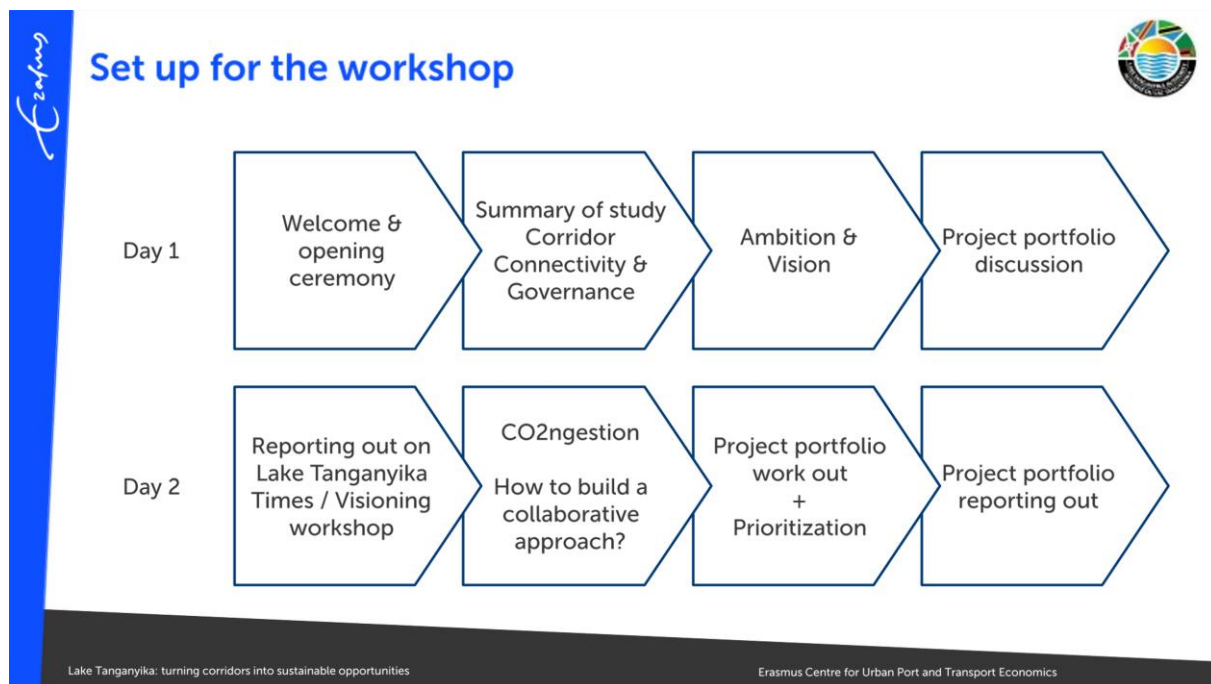 Erasmus
Set up for the workshop
Day 1
Welcome &
opening
ceremony
Summary of study
Corridor
Connectivity &
Governance
Ambition &
Vision
Project portfolio
discussion
Day 2
Reporting out on
Lake Tanganyika
Times / Visioning
workshop
CO2ngestion
How to build a
collaborative
approach?
Project portfolio
work out
+
Prioritization
Project portfolio
reporting out
Lake Tanganyika: turning corridors into sustainable opportunities
Erasmus Centre for Urban Port and Transport Economics